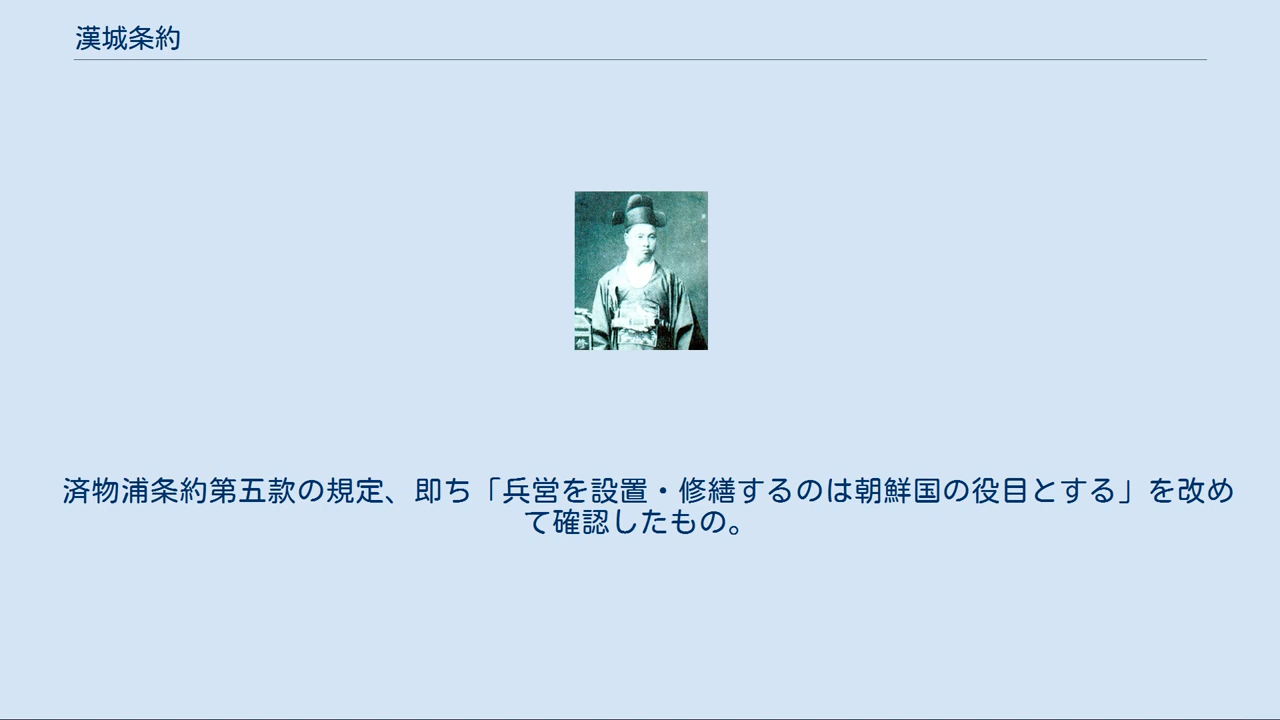 漢城条約
済物浦条約第五款の規定、即ち「兵営を設置・修繕するのは朝鮮国の役目とする」を改め
て確認したもの。